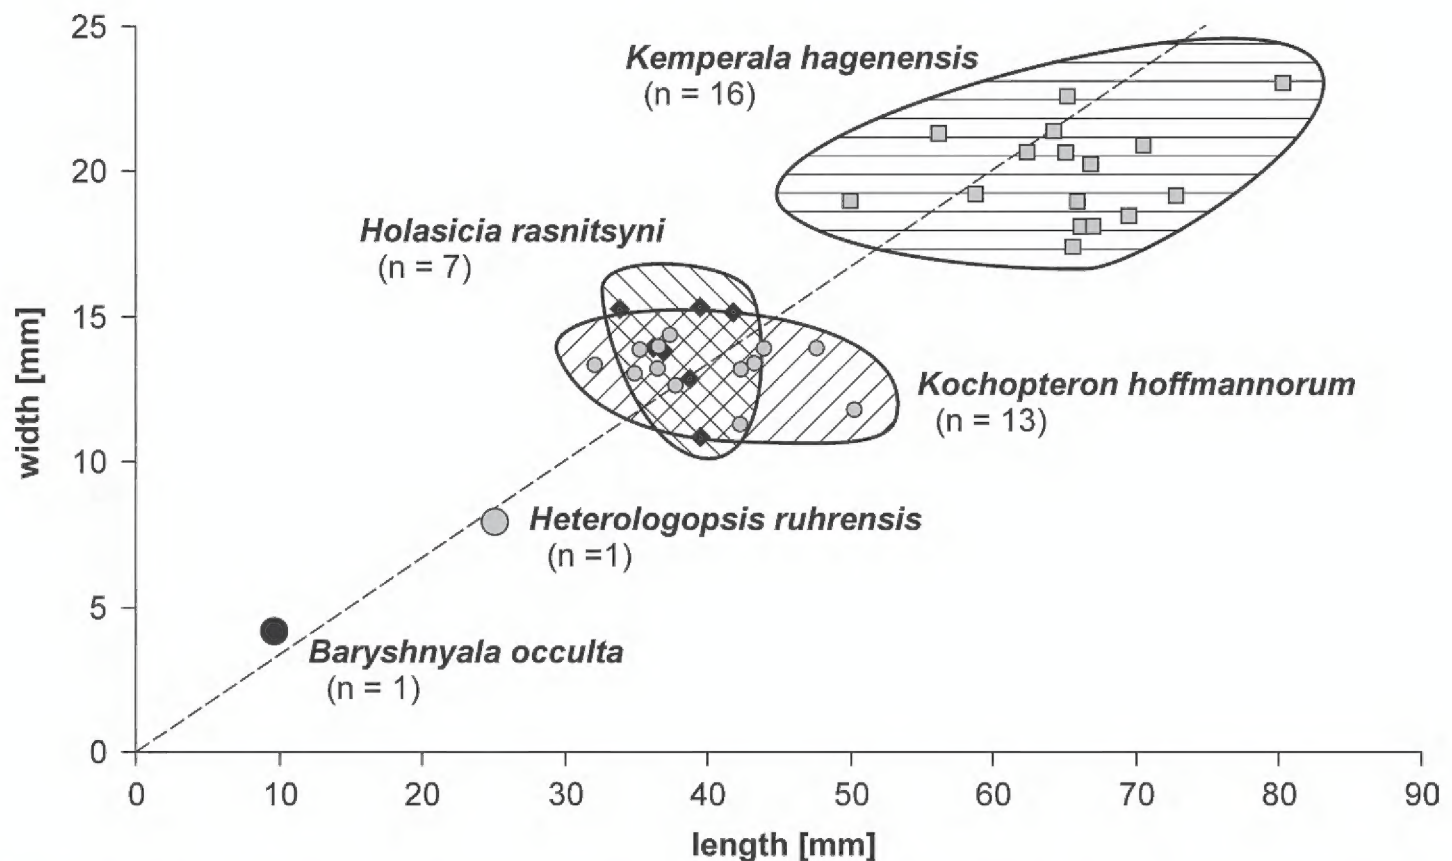 25
Kemperala hagenensis
(n = 16)
20
Holasicia rasnitsyni
(n = 7)
15
width [mm]
Kochopteron hoffmannorum
(n = 13)
10
Heterologopsis ruhrensis
(n =1)
5
Baryshnyala occulta
(n = 1)
0
0 10 20 30 40 50 60 70 80 90
length [mm]